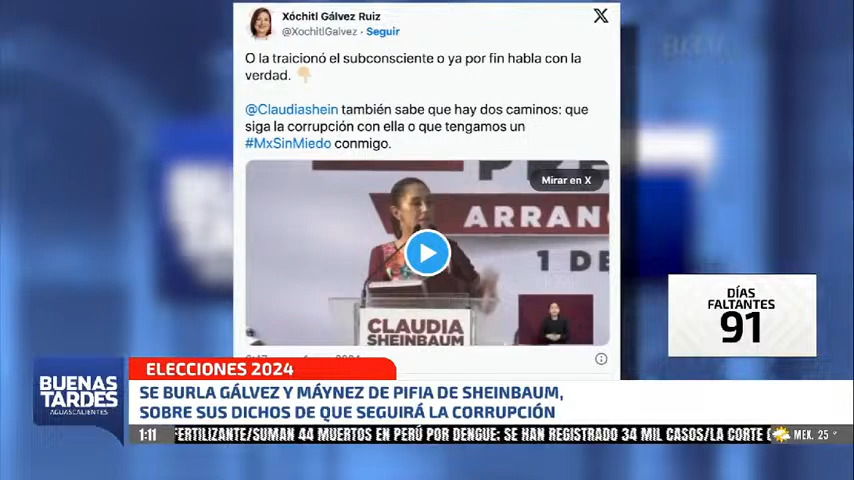 Xóchitl Gálvez Ruiz
@XochitlGalvez · Seguir
O la traicionó el subconsciente o ya por fin habla con la
verdad.
@Claudiashein también sabe que hay dos caminos: que
siga la corrupción con ella o que tengamos un
#MxSinMiedo conmigo.
Mirar en X
ARRAN
1 DE
CLAUDIA
SHEINBAUM
DÍAS
FALTANTES
91
ELECCIONES 2024
BUENAS
TARDES
AGUASCALIENTES
SE BURLA GÁLVEZ Y MÁYNEZ DE PIFIA DE SHEINBAUM,
SOBRE SUS DICHOS DE QUE SEGUIRÁ LA CORRUPCIÓN
1:11 FERTILIZANTE/SUMAN 44 MUERTOS EN PERÚ POR DENGUE; SE HAN REGISTRADO 34 MIL CASOS/LA CORTE MEX. 25 °